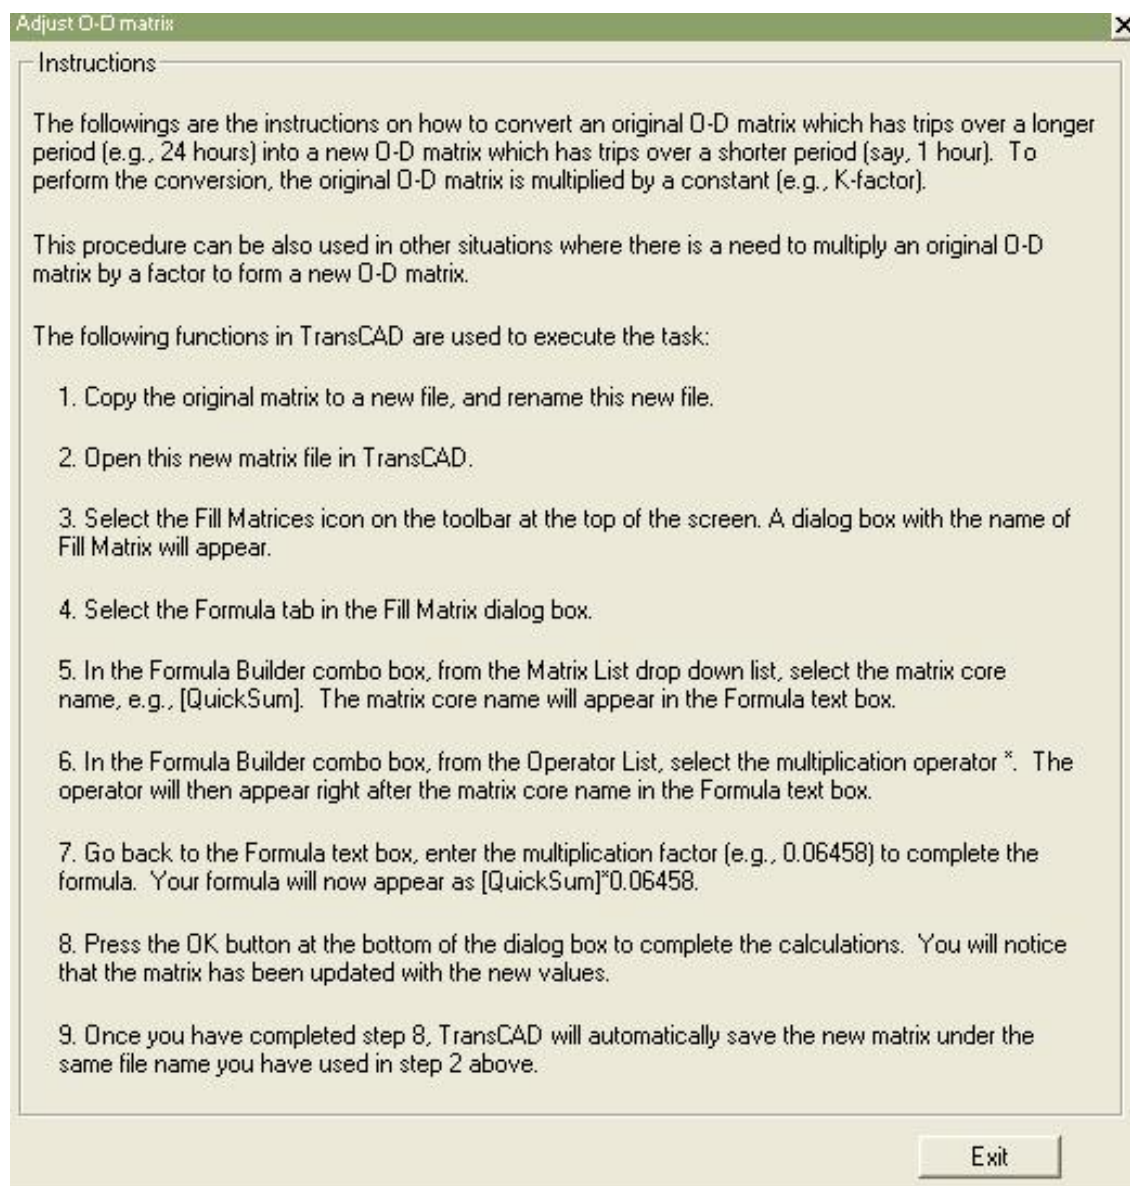 Adjust O-D matrix
Instructions
The followings are the instructions on how to convert an original O-D matrix which has trips over a longer
period (e.g., 24 hours) into a new O-D matrix which has trips over a shorter period (say, 1 hour).  To
perform the conversion, the original O-D matrix is multiplied by a constant (e.g., K-factor).
This procedure can be also used in other situations where there is a need to multiply an original O-D
matrix by a factor to form a new O-D matrix.
The following functions in TransCAD are used to execute the task:
1. Copy the original matrix to a new file, and rename this new file.
2. Open this new matrix file in TransCAD.
3. Select the Fill Matrices icon on the toolbar at the top of the screen. A dialog box with the name of
Fill Matrix will appear.
4. Select the Formula tab in the Fill Matrix dialog box.
5. In the Formula Builder combo box, from the Matrix List drop down list, select the matrix core
name, e.g., [QuickSum].  The matrix core name will appear in the Formula text box.
6. In the Formula Builder combo box, from the Operator List, select the multiplication operator *.  The
operator will then appear right after the matrix core name in the Formula text box.
7. Go back to the Formula text box, enter the multiplication factor (e.g., 0.06458) to complete the
formula.  Your formula will now appear as [QuickSum]*0.06458.
8. Press the OK button at the bottom of the dialog box to complete the calculations.  You will notice
that the matrix has been updated with the new values.
9. Once you have completed step 8, TransCAD will automatically save the new matrix under the
same file name you have used in step 2 above.
Exit